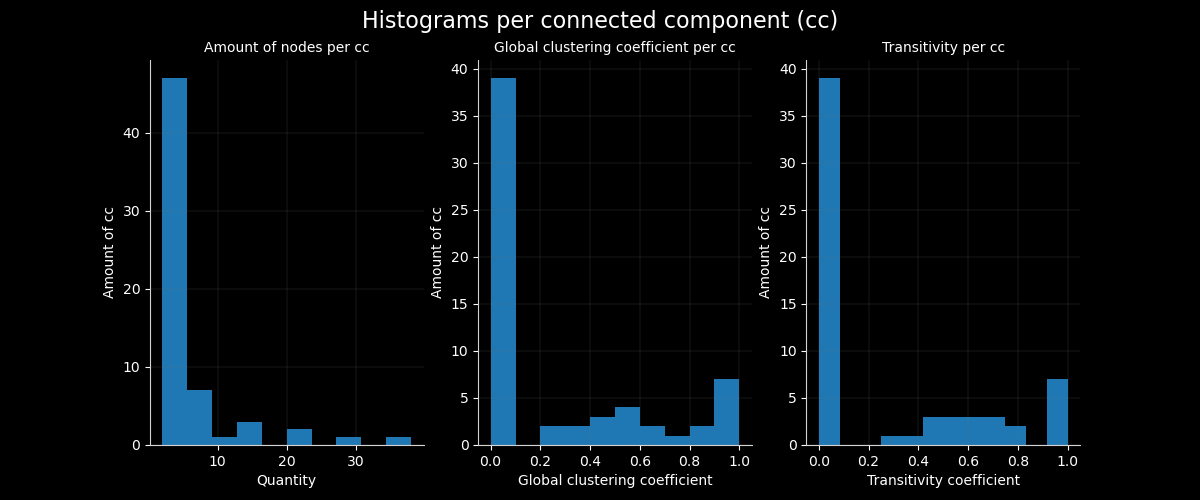 Histograms per connected component (cc)
Amount of nodes per cc
Amount of cc
40
30
20
10
0
10 20 30
Quantity
Global clustering coefficient per cc
Amount of cc
40
35
30
25
20
15
10
5
0
0.0 0.2 0.4 0.6 0.8 1.0
Global clustering coefficient
Transitivity per cc
Amount of cc
40
35
30
25
20
15
10
5
0
0.0 0.2 0.4 0.6 0.8 1.0
Transitivity coefficient